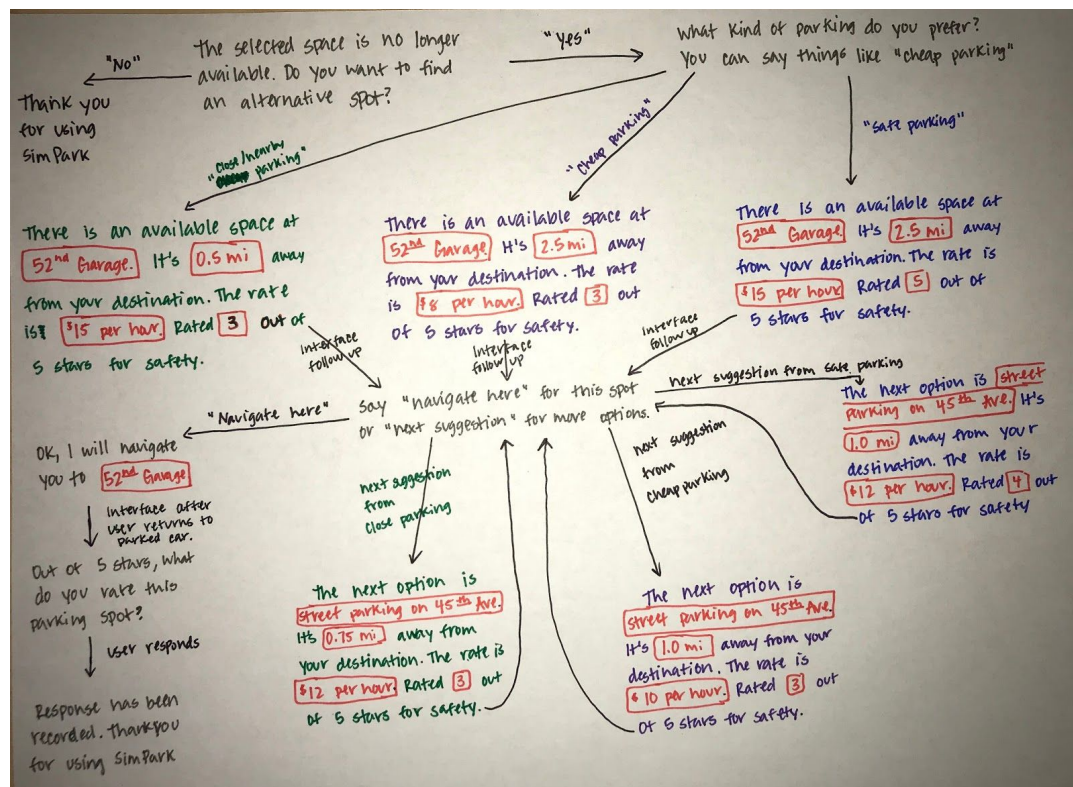 "No"
The selected space is no longer
available. Do you want to find
an alternative spot?
"Yes"
What kind of parking do you prefer?
You can say things like "cheap parking"
Thank you
for using
SimPark
"close/nearby
parking"
"cheap parking"
"safe parking"
There is an available space at
52nd Garage. It's 0.5 mi away
from your destination. The rate
is $15 per hour. Rated 3 out of
5 stars for safety.
There is an available space at
52nd Garage. It's 2.5 mi away
from your destination. The rate
is $8 per hour. Rated 3 out
of 5 stars for safety.
There is an available space at
52nd Garage. It's 2.5 mi away
from your destination. The rate is
$15 per hour. Rated 5 out of
5 stars for safety.
Interface
follow up
Interface
follow up
Interface
follow up
"Navigate here"
Say "navigate here" for this spot
or "next suggestion" for more options.
next suggestion from safe parking
The next option is street
parking on 45th Ave. It's
1.0 mi away from your
destination. The rate is
$12 per hour. Rated 4 out
of 5 stars for safety
OK, I will navigate
you to 52nd Garage
Interface after
user returns to
parked car.
Out of 5 stars, what
do you rate this
parking spot?
user responds
Response has been
recorded. Thankyou
for using SimPark
next suggestion
from
close parking
next suggestion
from
cheap parking
The next option is
street parking on 45th Ave.
It's 0.75 mi. away from
your destination. The rate is
$12 per hour. Rated 3 out
of 5 stars for safety.
The next option is
street parking on 45th Ave.
It's 1.0 mi away from your
destination. The rate is
$10 per hour. Rated 3 out
of 5 stars for safety.